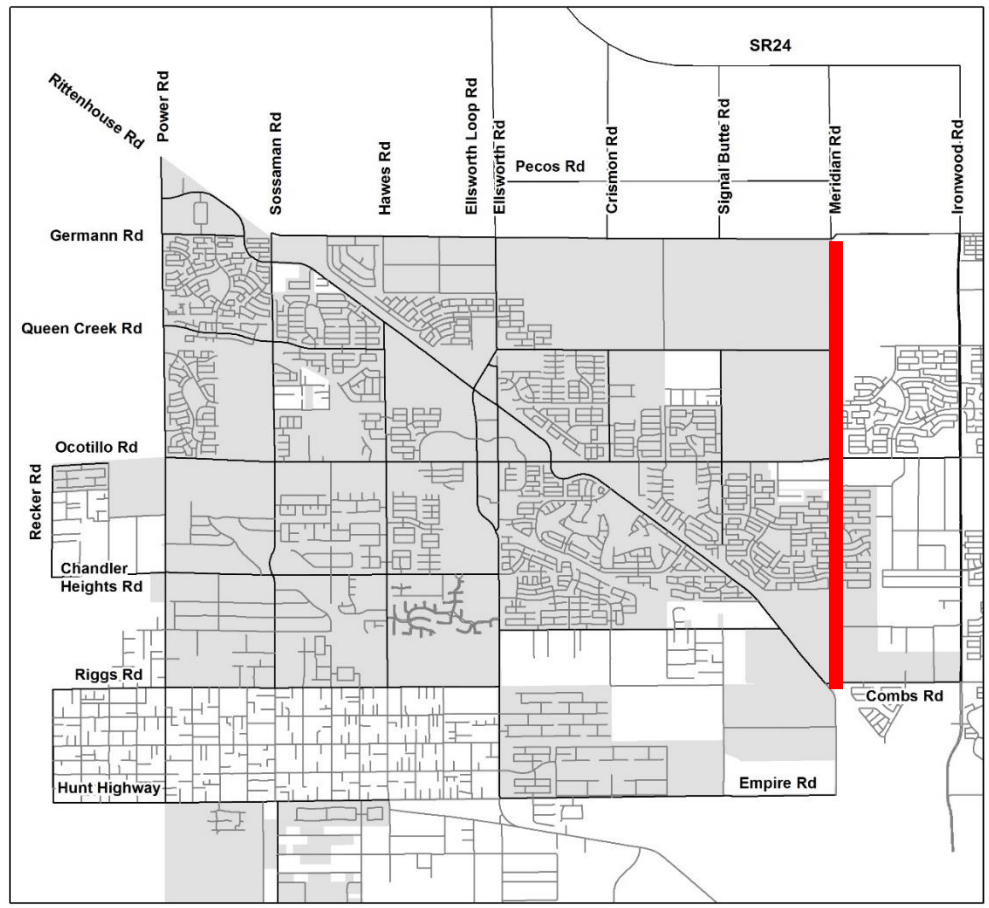 SR24
Rittenhouse Rd
Power Rd
Sossaman Rd
Hawes Rd
Ellsworth Loop Rd
Ellsworth Rd
Pecos Rd
Crismon Rd
Signal Butte Rd
Meridian Rd
Ironwood Rd
Germann Rd
Queen Creek Rd
Ocotillo Rd
Recker Rd
Chandler
Heights Rd
Riggs Rd
Combs Rd
Hunt Highway
Empire Rd